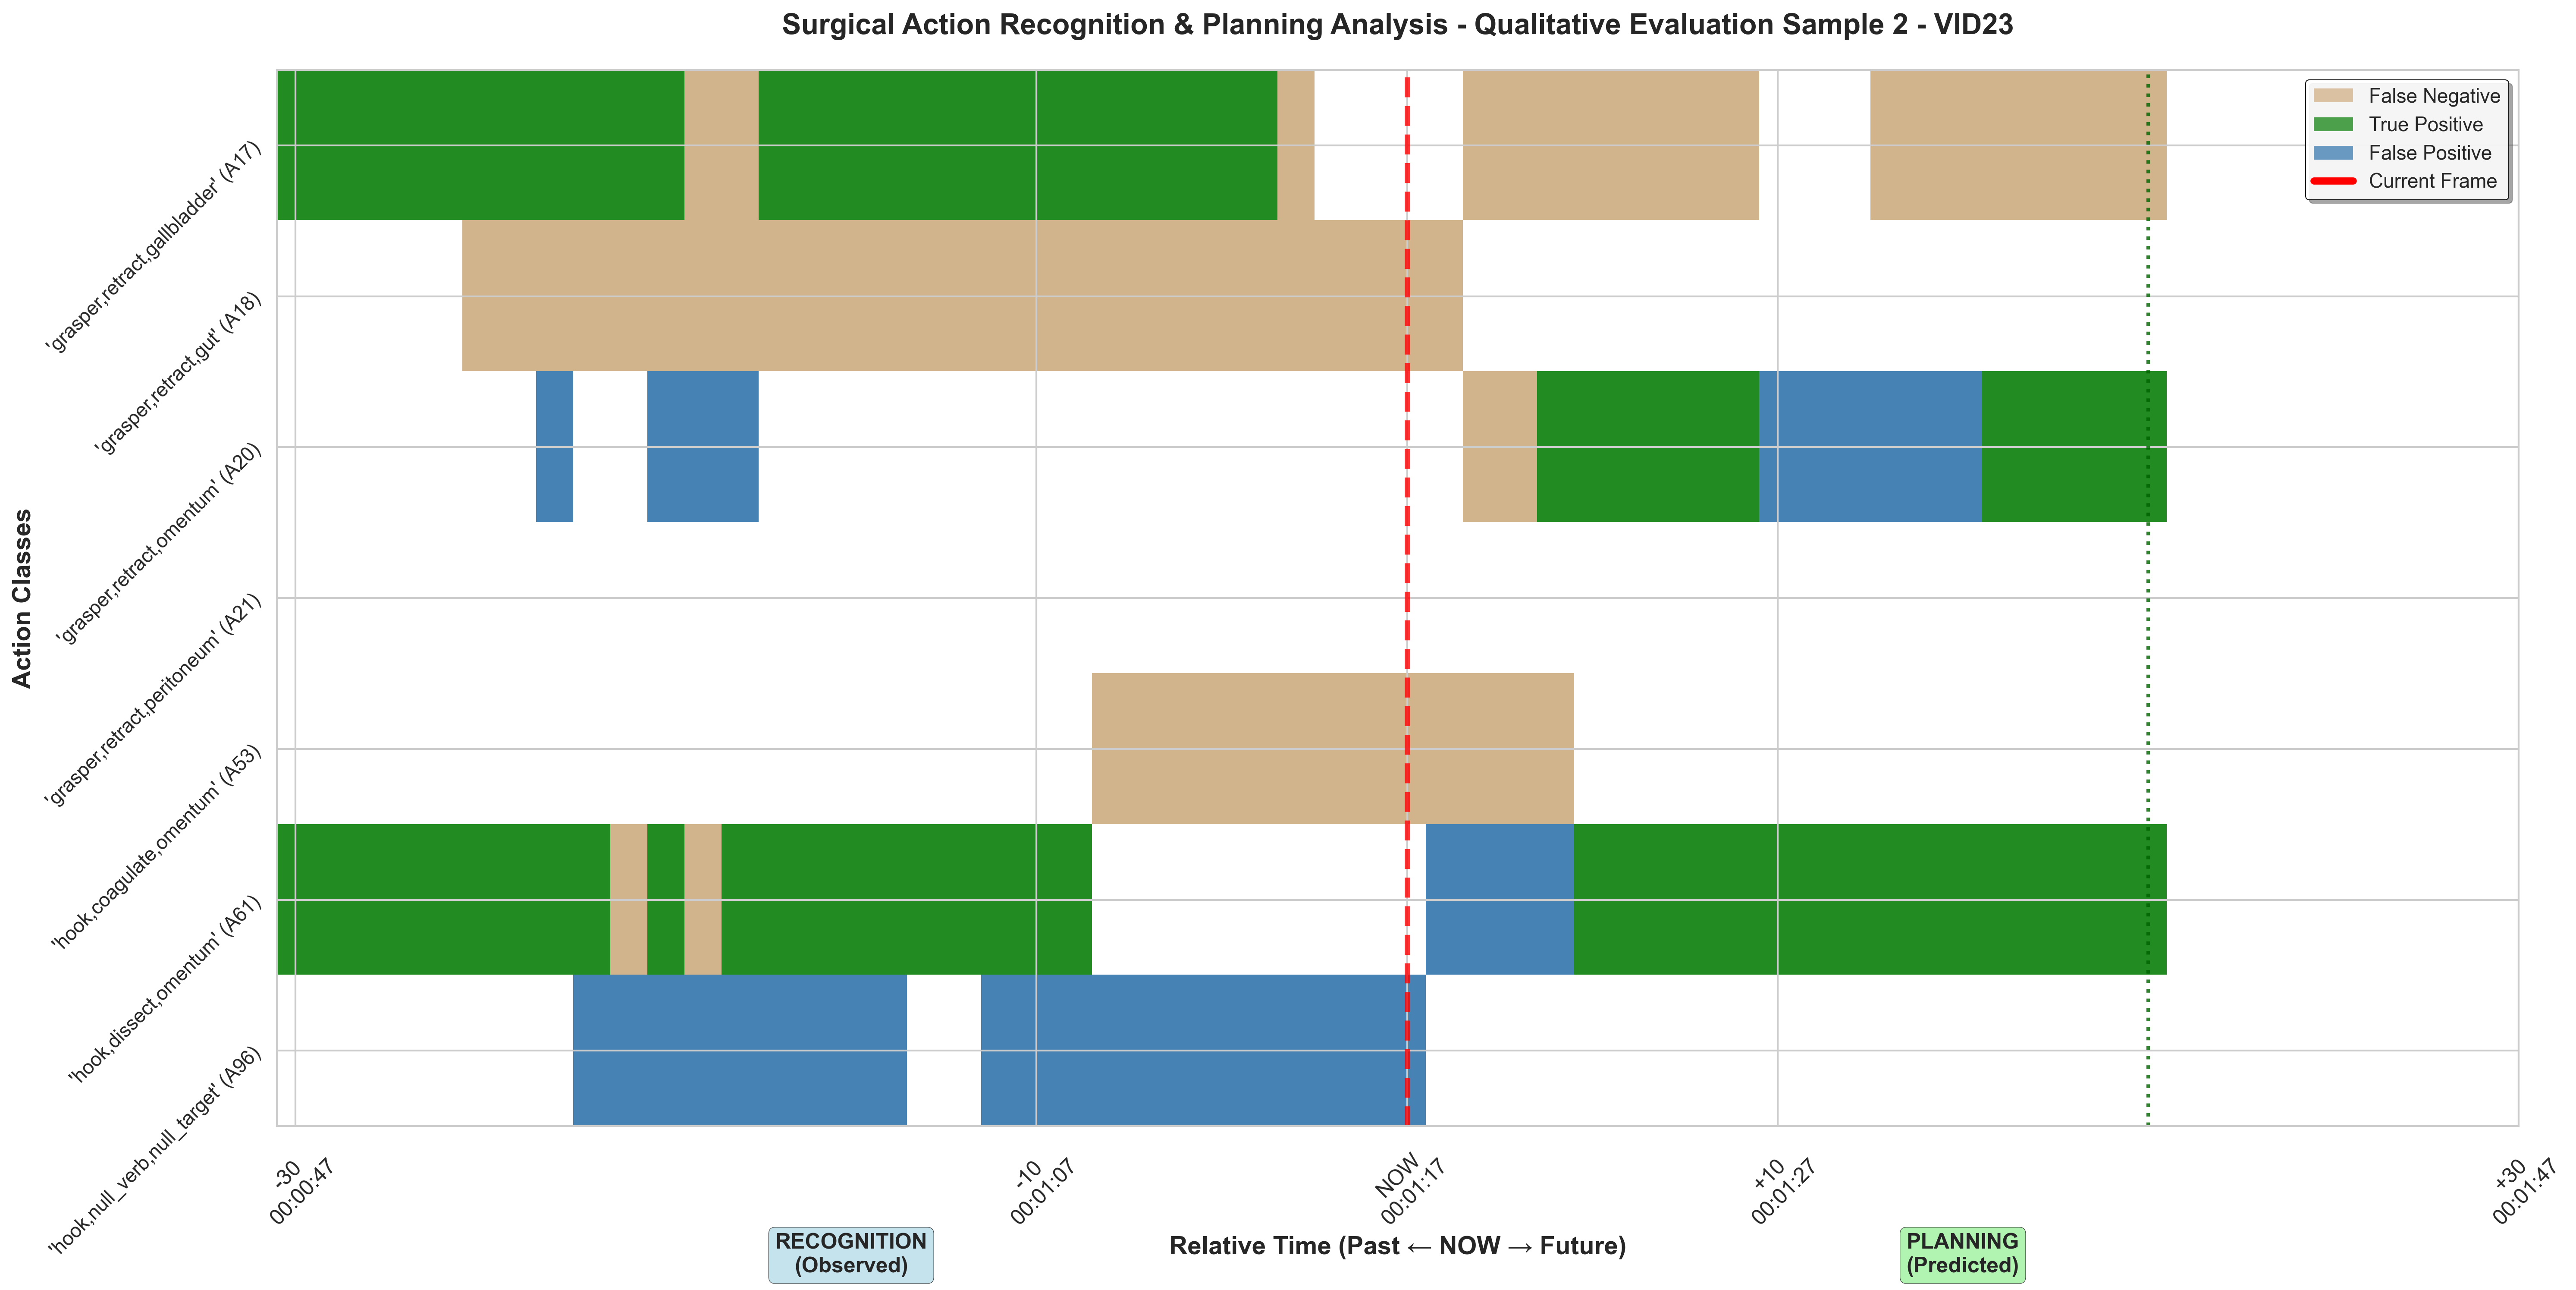 Surgical Action Recognition & Planning Analysis - Qualitative Evaluation Sample 2 - VID23
False Negative
True Positive
False Positive
Current Frame
Action Classes
'grasper,retract,gallbladder' (A17)
'grasper,retract,gut' (A18)
'grasper,retract,omentum' (A20)
'grasper,retract,peritoneum' (A21)
'hook,coagulate,omentum' (A53)
'hook,dissect,omentum' (A61)
'hook,null_verb,null_target' (A96)
-30
00:00:47
-10
00:01:07
NOW
00:01:17
+10
00:01:27
+30
00:01:47
RECOGNITION
(Observed)
Relative Time (Past ← NOW → Future)
PLANNING
(Predicted)